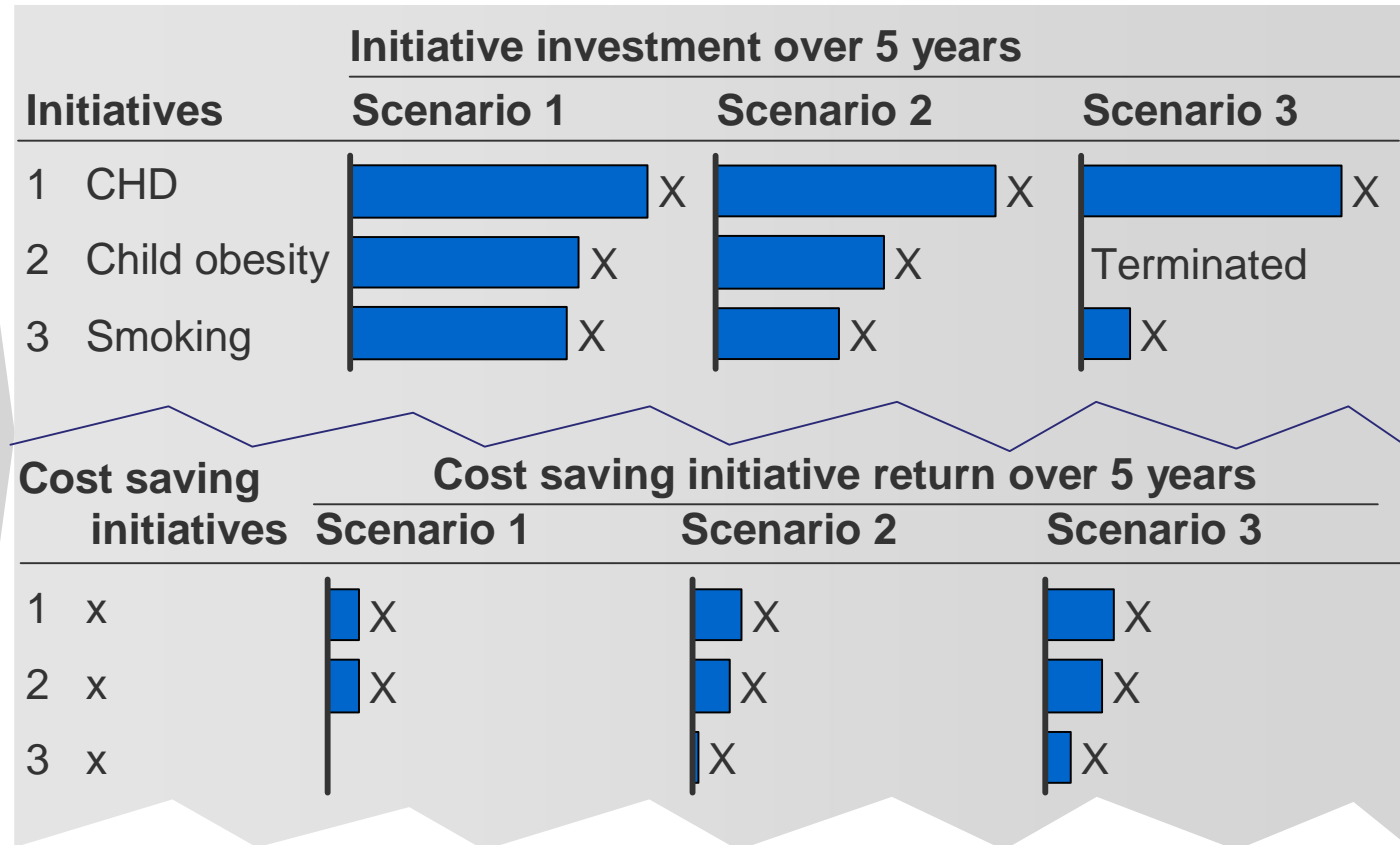 Initiative investment over 5 years
Initiatives Scenario 1 Scenario 2 Scenario 3
1 CHD X X X
2 Child obesity X X Terminated
3 Smoking X X X
Cost saving initiatives Cost saving initiative return over 5 years
Scenario 1 Scenario 2 Scenario 3
1 x X X X
2 x X X X
3 x X X